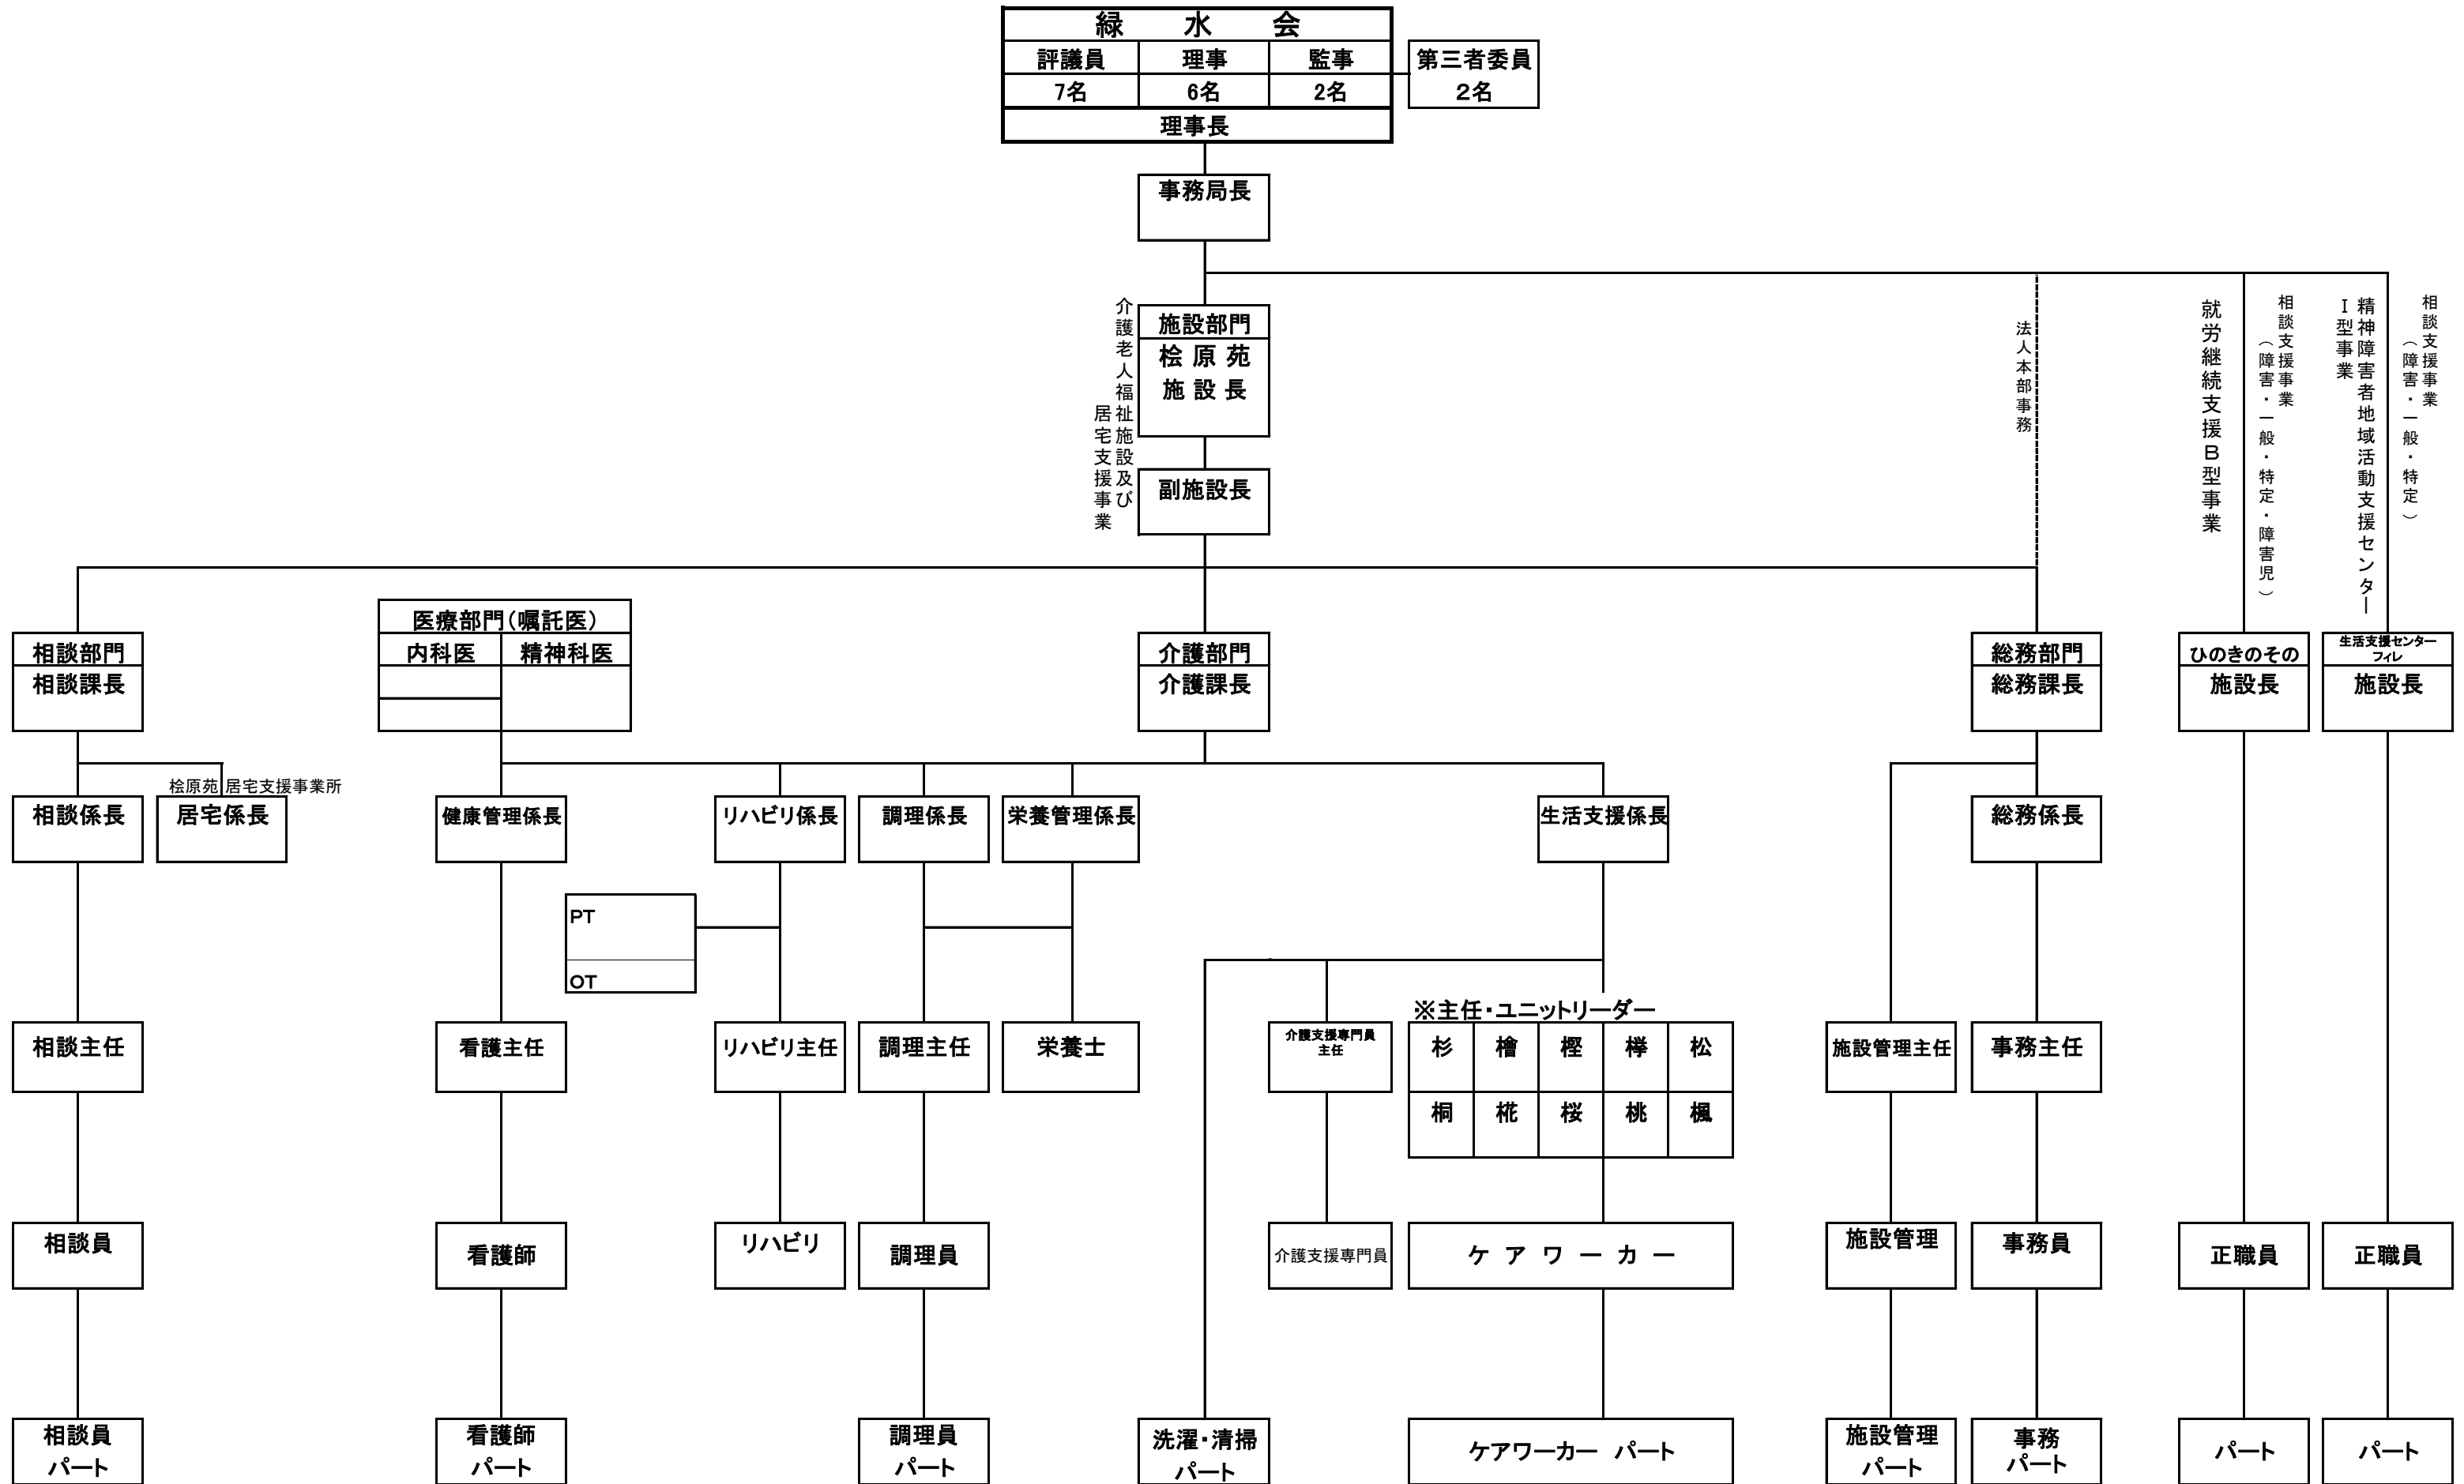 緑 水 会
評議員 理事 監事
7名 6名 2名
理事長
第三者委員
2名
事務局長
介護老人福祉施設及び
居宅支援事業
施設部門
桧 原 苑
施 設 長
副施設長
法人本部事務
就労継続支援B型事業
相談支援事業
(障害・一般・特定・障害児)
精神障害者地域活動支援センター
Ⅰ型事業
相談支援事業
(障害・一般・特定)
相談部門
相談課長
医療部門(嘱託医)
内科医 精神科医
介護部門
介護課長
総務部門
総務課長
ひのきのその
施設長
生活支援センター
フィレ
施設長
相談係長
桧原苑 居宅支援事業所
居宅係長
健康管理係長
リハビリ係長
調理係長
栄養管理係長
生活支援係長
総務係長
PT
OT
相談主任
看護主任
リハビリ主任
調理主任
栄養士
介護支援専門員
主任
※主任・ユニットリーダー
杉 檜 樫 欅 松
桐 椛 桜 桃 楓
施設管理主任
事務主任
相談員
看護師
リハビリ
調理員
介護支援専門員
ケ ア ワ ー カ ー
施設管理
事務員
正職員
正職員
相談員
パート
看護師
パート
調理員
パート
洗濯・清掃
パート
ケアワーカー パート
施設管理
パート
事務
パート
パート
パート